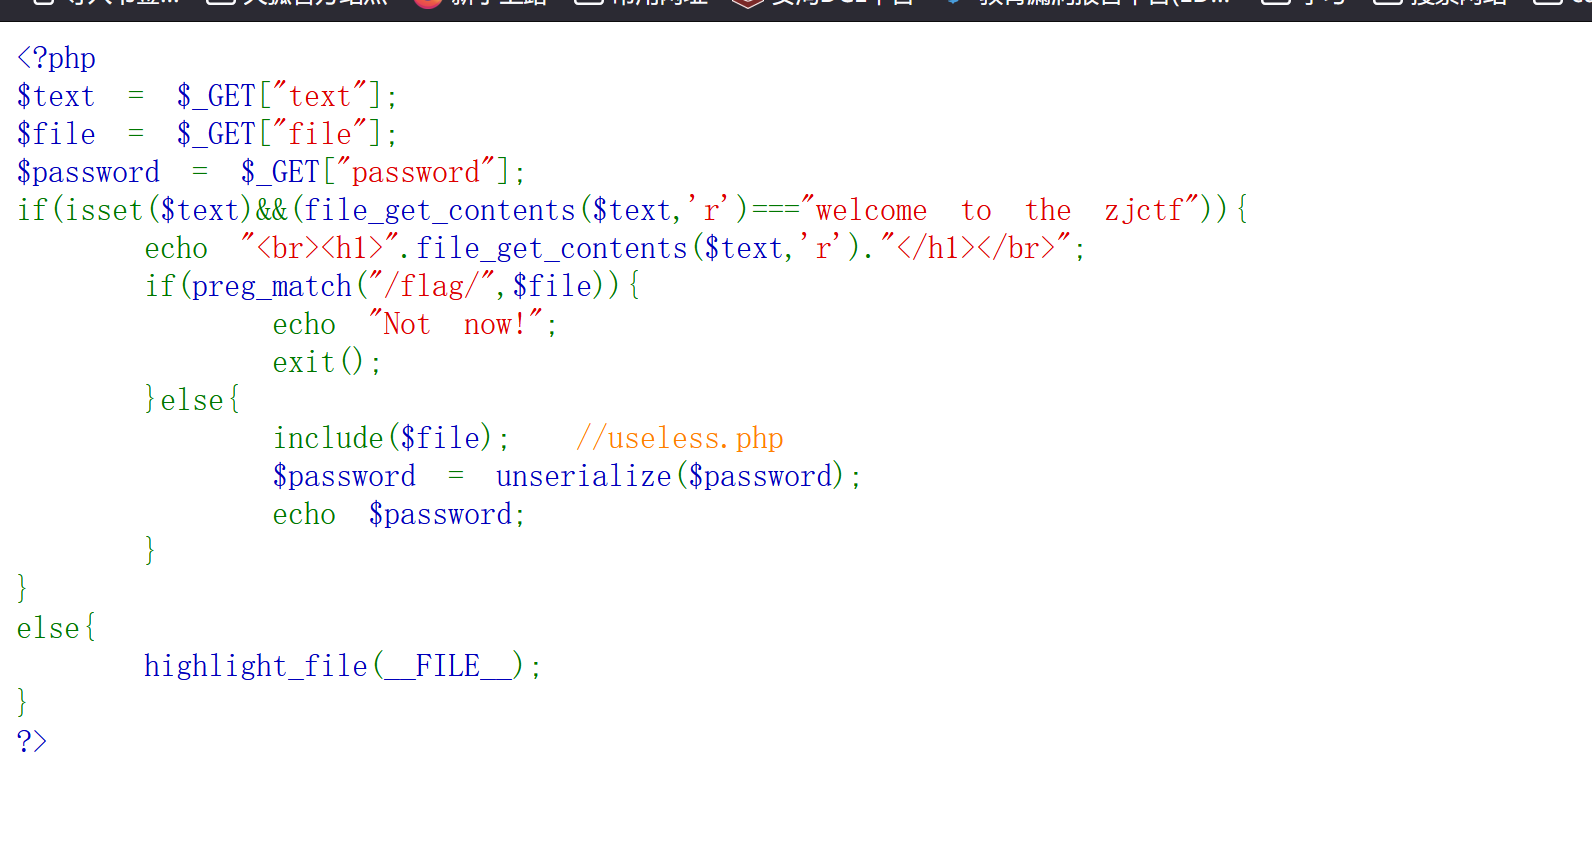 <?php
$text = $_GET["text"];
$file = $_GET["file"];
$password = $_GET["password"];
if(isset($text)&&(file_get_contents($text,'r')==="welcome to the zjctf")){
echo "<br><h1>".file_get_contents($text,'r')."</h1></br>";
if(preg_match("/flag/",$file)){
echo "Not now!";
exit();
}else{
include($file); //useless.php
$password = unserialize($password);
echo $password;
}
}
else{
highlight_file(__FILE__);
}
?>